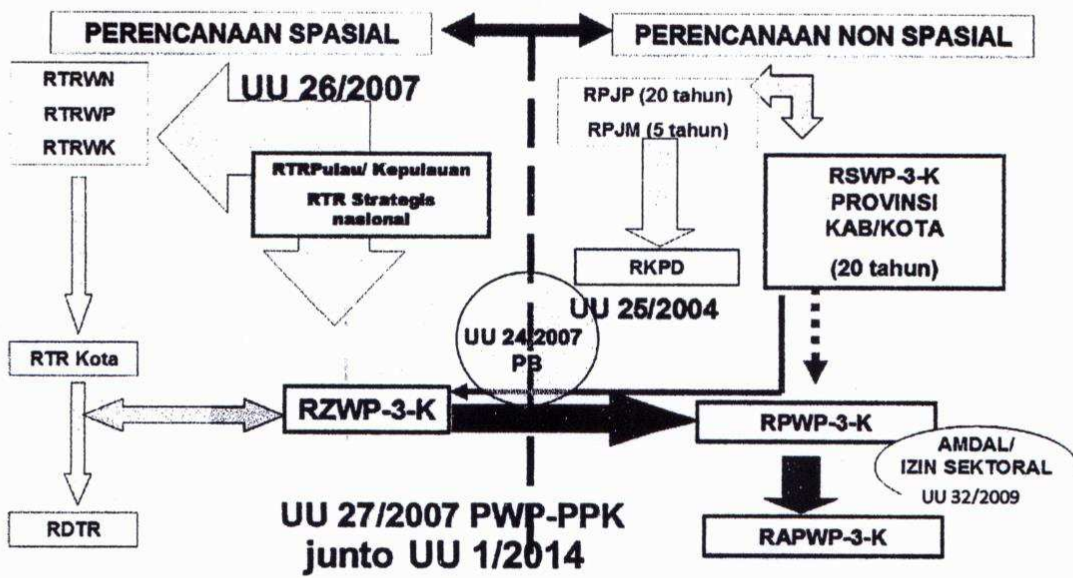 PERENCANAAN SPASIAL
PERENCANAAN NON SPASIAL
RTRWN
RTRWP
RTRWK
UU 26/2007
RTRPulau/ Kepulauan
RTR Strategis
nasional
RPJP (20 tahun)
RPJM (5 tahun)
RSWP-3-K
PROVINSI
KAB/KOTA
(20 tahun)
RKPD
UU 25/2004
UU 24/2007
PB
RTR Kota
RZWP-3-K
RPWP-3-K
AMDAL/
IZIN SEKTORAL
UU 32/2009
RDTR
UU 27/2007 PWP-PPK
junto UU 1/2014
RAPWP-3-K